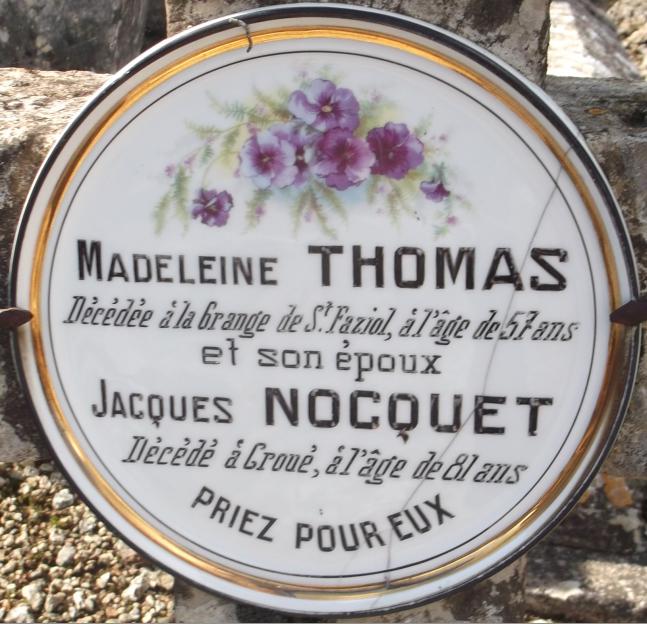 MADELEINE THOMAS
Décédée à la Grange de St Faziol, à l'âge de 57 ans
et son époux
JACQUES NOCQUET
Décédé à Croué, à l'âge de 81 ans
PRIEZ POUR EUX